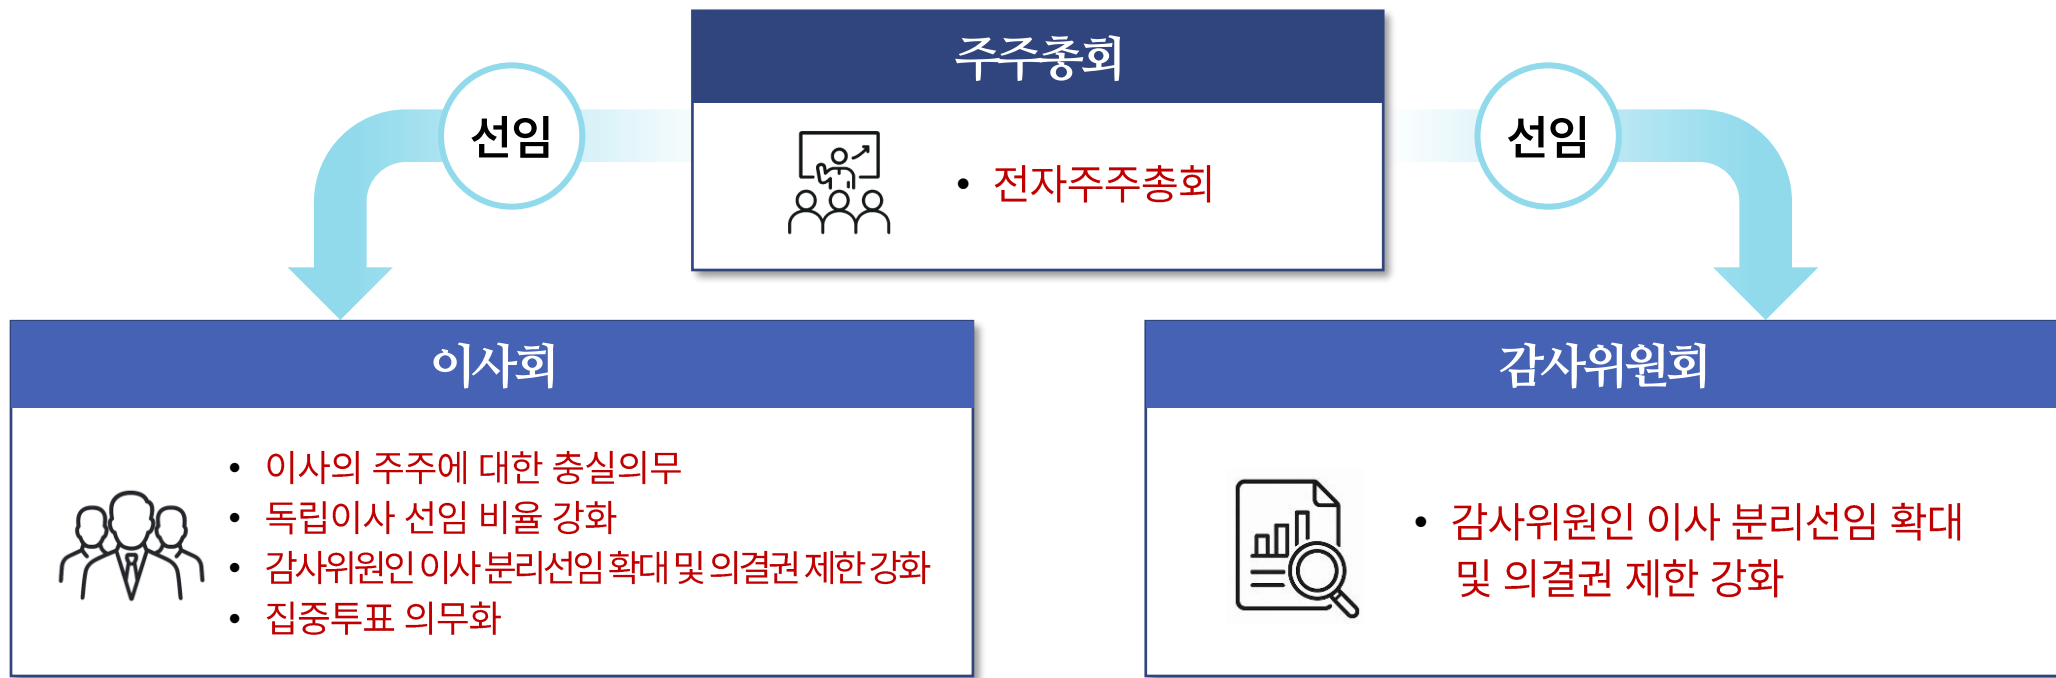 주주총회
선임
선임
• 전자주주총회
이사회
• 이사의 주주에 대한 충실의무
• 독립이사 선임 비율 강화
• 감사위원인 이사 분리선임 확대 및 의결권 제한 강화
• 집중투표 의무화
감사위원회
• 감사위원인 이사 분리선임 확대
및 의결권 제한 강화